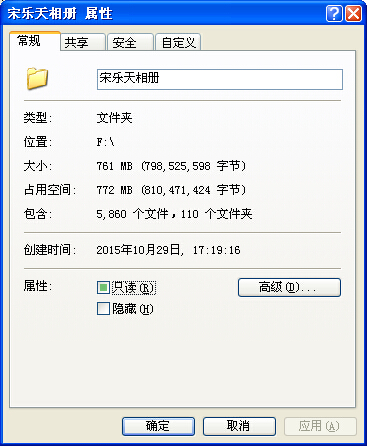 宋乐天相册 属性
常规 共享 安全 自定义
宋乐天相册
类型: 文件夹
位置: F:\
大小: 761 MB (798,525,598 字节)
占用空间: 772 MB (810,471,424 字节)
包含: 5,860 个文件，110 个文件夹
创建时间: 2015年10月29日, 17:19:16
属性: 只读(R) 高级(D)...
隐藏(H)
确定 取消 应用(A)